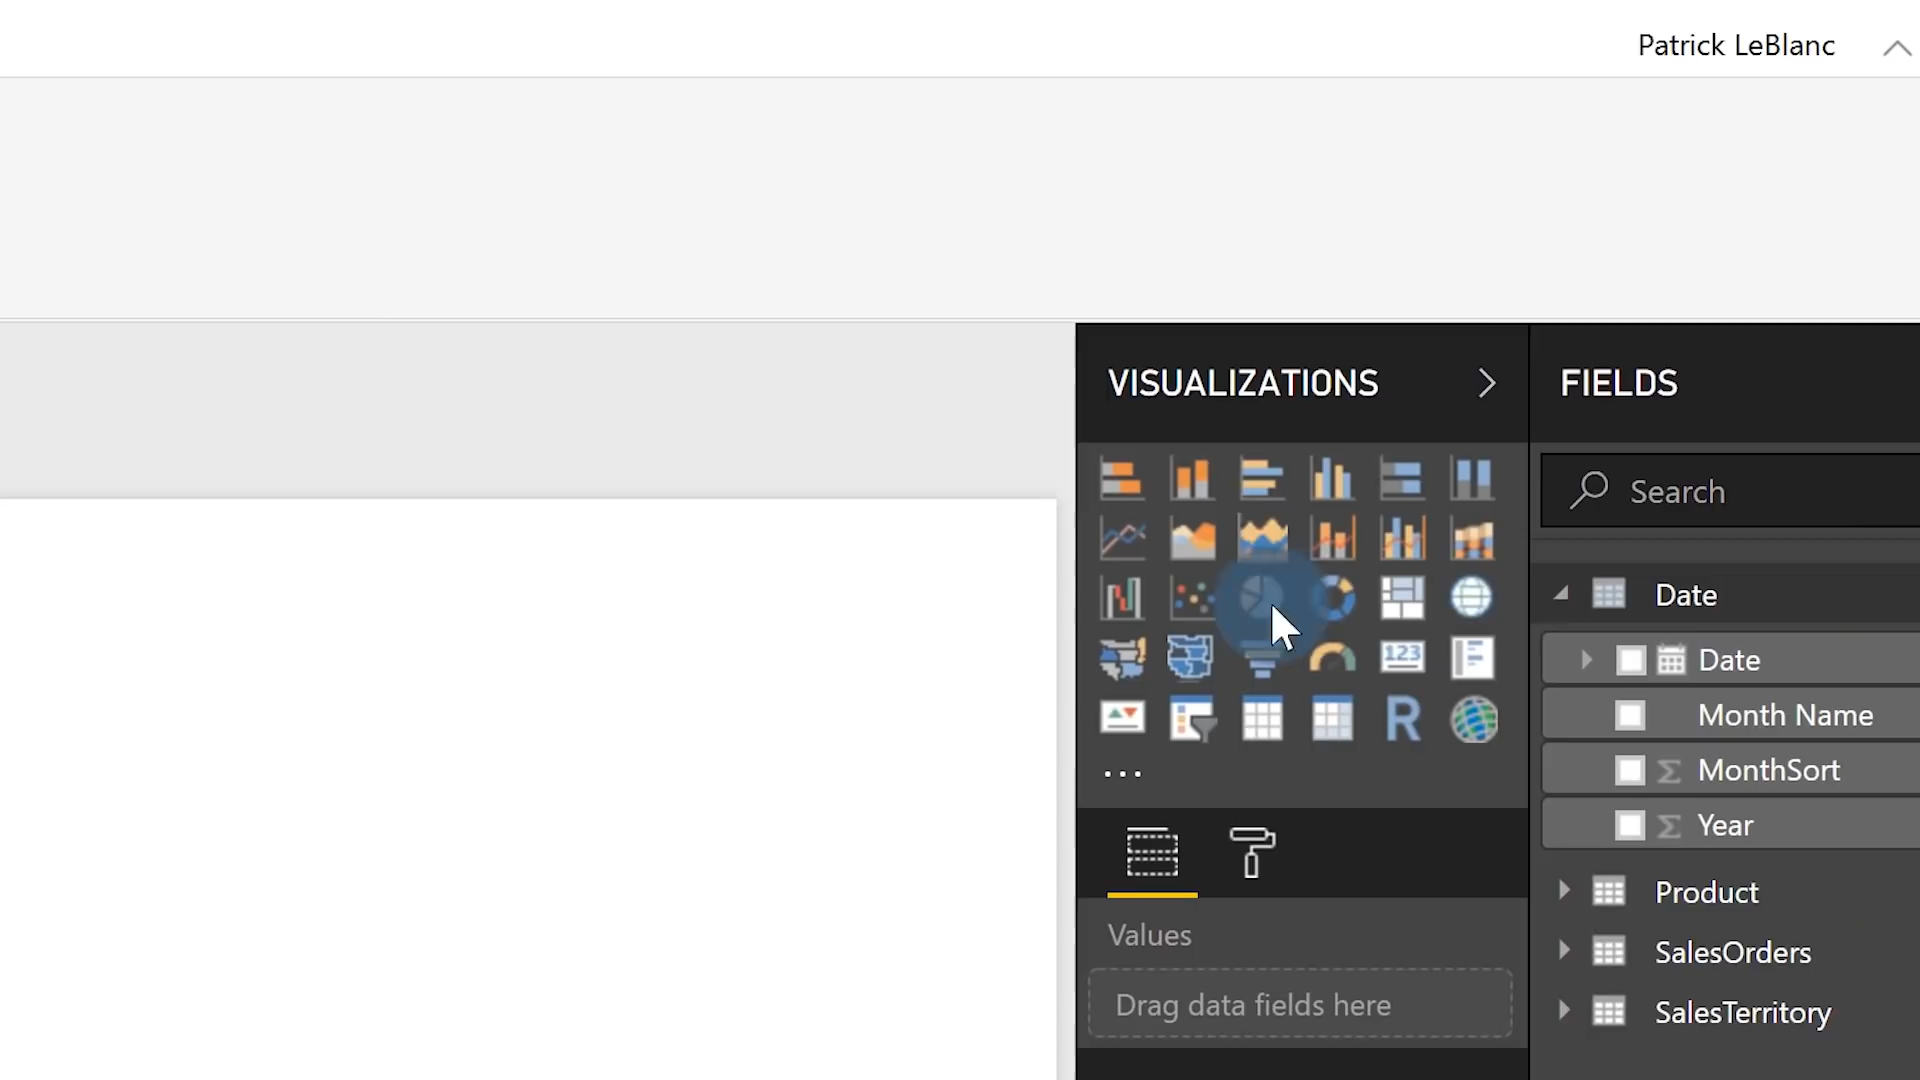 Patrick LeBlanc
VISUALIZATIONS
FIELDS
Search
Date
Date
Month Name
MonthSort
Year
Product
SalesOrders
SalesTerritory
123
R
...
Values
Drag data fields here